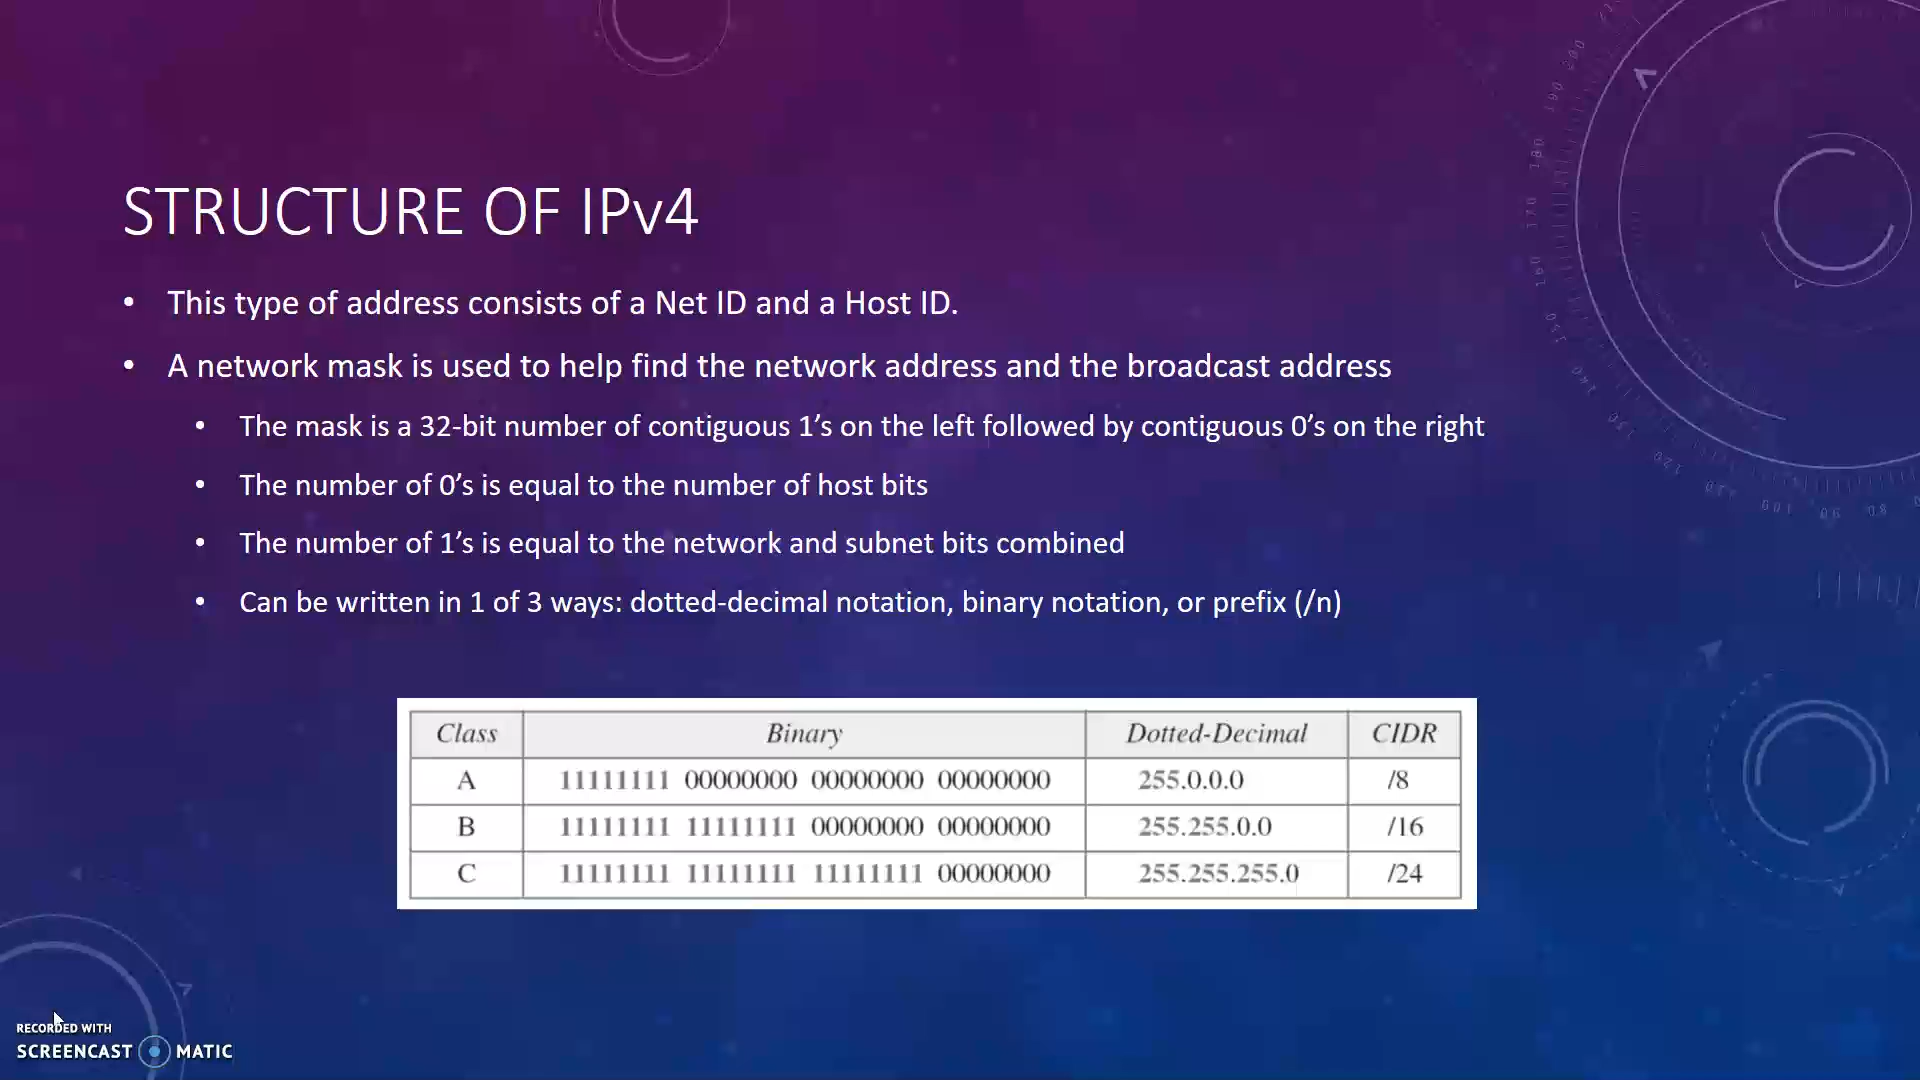 STRUCTURE OF IPv4
• This type of address consists of a Net ID and a Host ID.
• A network mask is used to help find the network address and the broadcast address
• The mask is a 32-bit number of contiguous 1’s on the left followed by contiguous 0’s on the right
• The number of 0’s is equal to the number of host bits
• The number of 1’s is equal to the network and subnet bits combined
• Can be written in 1 of 3 ways: dotted-decimal notation, binary notation, or prefix (/n)
Class Binary Dotted-Decimal CIDR
A 11111111 00000000 00000000 00000000 255.0.0.0 /8
B 11111111 11111111 00000000 00000000 255.255.0.0 /16
C 11111111 11111111 11111111 00000000 255.255.255.0 /24
RECORDED WITH
SCREENCAST MATIC